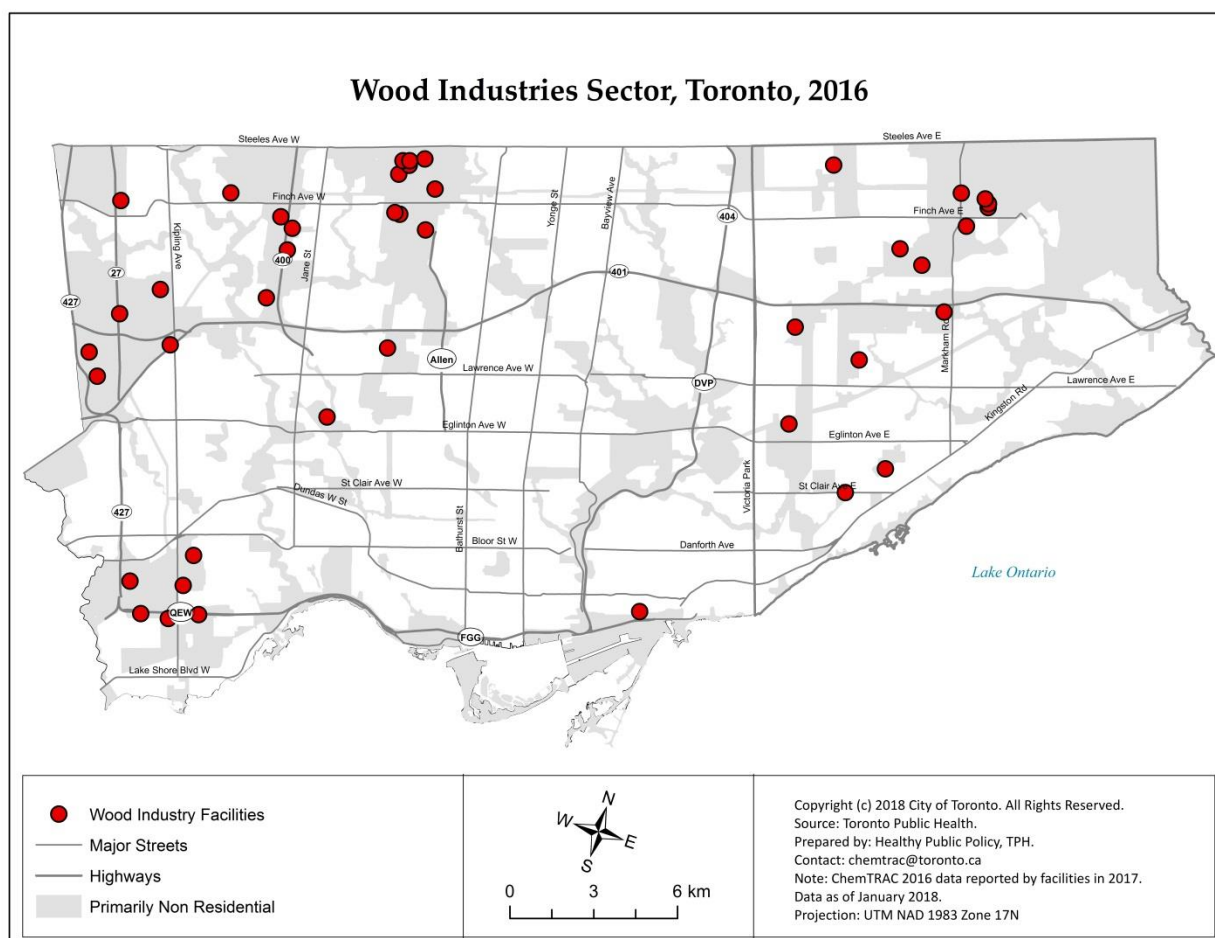 Wood Industries Sector, Toronto, 2016
Steeles Ave W
Steeles Ave E
Finch Ave W
Finch Ave E
Kipling Ave
Jane St
Yonge St
Bayview Ave
404
400
401
27
427
Allen
Lawrence Ave W
DVP
Markham Rd
Kingston Rd
Lawrence Ave E
Eglinton Ave W
Eglinton Ave E
St Clair Ave W
St Clair Ave E
Dundas W St
Victoria Park
427
Bathurst St
Bloor St W
Danforth Ave
Lake Ontario
QEW
FGG
Lake Shore Blvd W
Wood Industry Facilities
Major Streets
Highways
Primarily Non Residential
N
W
E
S
0 3 6 km
Copyright (c) 2018 City of Toronto. All Rights Reserved.
Source: Toronto Public Health.
Prepared by: Healthy Public Policy, TPH.
Contact: chemtrac@toronto.ca
Note: ChemTRAC 2016 data reported by facilities in 2017.
Data as of January 2018.
Projection: UTM NAD 1983 Zone 17N